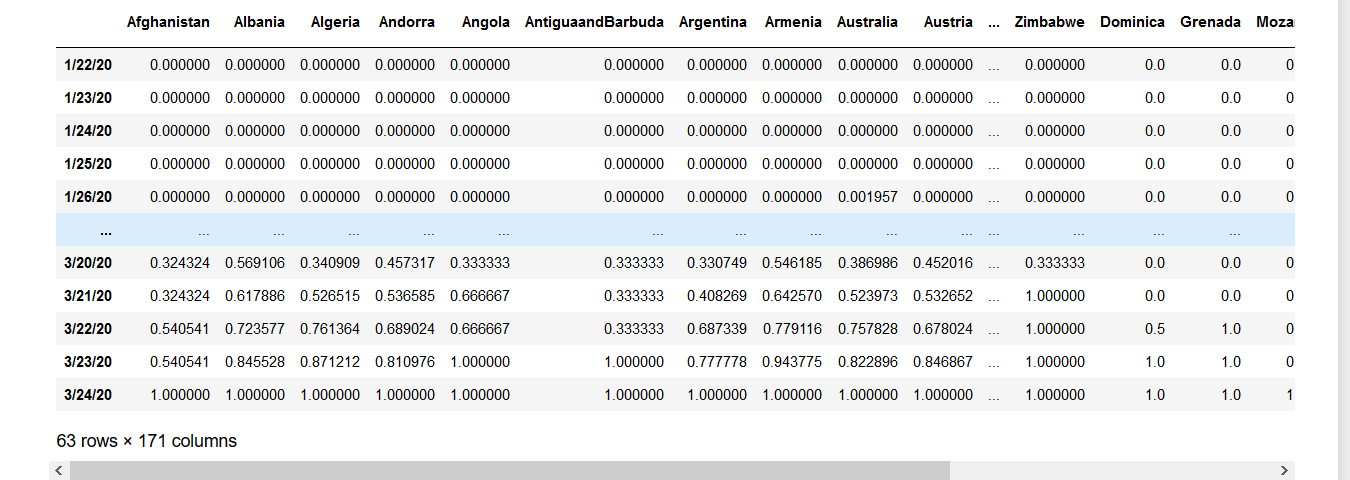 Afghanistan Albania Algeria Andorra Angola AntiguaandBarbuda Argentina Armenia Australia Austria ... Zimbabwe Dominica Grenada
1/22/20 0.000000 0.000000 0.000000 0.000000 0.000000 0.000000 0.000000 0.000000 0.000000 0.000000 ... 0.000000 0.0 0.0 0
1/23/20 0.000000 0.000000 0.000000 0.000000 0.000000 0.000000 0.000000 0.000000 0.000000 0.000000 ... 0.000000 0.0 0.0 0
1/24/20 0.000000 0.000000 0.000000 0.000000 0.000000 0.000000 0.000000 0.000000 0.000000 0.000000 ... 0.000000 0.0 0.0 0
1/25/20 0.000000 0.000000 0.000000 0.000000 0.000000 0.000000 0.000000 0.000000 0.000000 0.000000 ... 0.000000 0.0 0.0 0
1/26/20 0.000000 0.000000 0.000000 0.000000 0.000000 0.000000 0.000000 0.000000 0.001957 0.000000 ... 0.000000 0.0 0.0 0
... ... ... ... ... ... ... ... ... ... ... ... ... ... ...
3/20/20 0.324324 0.569106 0.340909 0.457317 0.333333 0.333333 0.330749 0.546185 0.386986 0.452016 ... 0.333333 0.0 0.0 0
3/21/20 0.324324 0.617886 0.526515 0.536585 0.666667 0.333333 0.408269 0.642570 0.523973 0.532652 ... 1.000000 0.0 0.0 0
3/22/20 0.540541 0.723577 0.761364 0.689024 0.666667 0.333333 0.687339 0.779116 0.757828 0.678024 ... 1.000000 0.5 1.0 0
3/23/20 0.540541 0.845528 0.871212 0.810976 1.000000 1.000000 0.777778 0.943775 0.822896 0.846867 ... 1.000000 1.0 1.0 0
3/24/20 1.000000 1.000000 1.000000 1.000000 1.000000 1.000000 1.000000 1.000000 1.000000 1.000000 ... 1.000000 1.0 1.0 1
63 rows × 171 columns